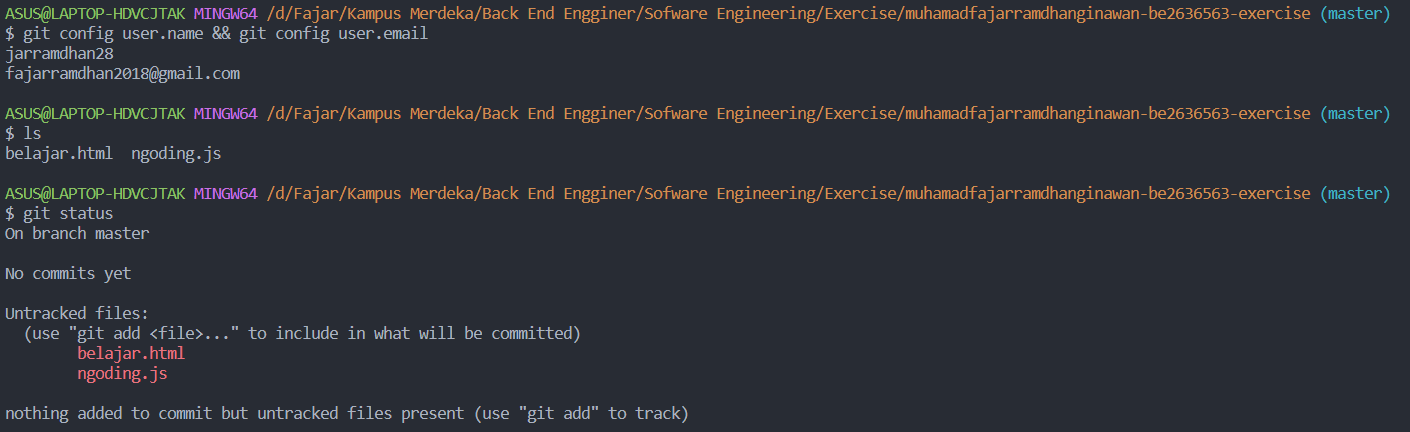 ASUS@LAPTOP-HDVCJTAK MINGW64 /d/Fajar/Kampus Merdeka/Back End Engginer/Sofware Engineering/Exercise/muhamadfajarramdhanginawan-be2636563-exercise (master)
$ git config user.name && git config user.email
jarramdhan28
fajarramdhan2018@gmail.com
ASUS@LAPTOP-HDVCJTAK MINGW64 /d/Fajar/Kampus Merdeka/Back End Engginer/Sofware Engineering/Exercise/muhamadfajarramdhanginawan-be2636563-exercise (master)
$ ls
belajar.html  ngoding.js
ASUS@LAPTOP-HDVCJTAK MINGW64 /d/Fajar/Kampus Merdeka/Back End Engginer/Sofware Engineering/Exercise/muhamadfajarramdhanginawan-be2636563-exercise (master)
$ git status
On branch master
No commits yet
Untracked files:
  (use "git add <file>..." to include in what will be committed)
        belajar.html
        ngoding.js
nothing added to commit but untracked files present (use "git add" to track)